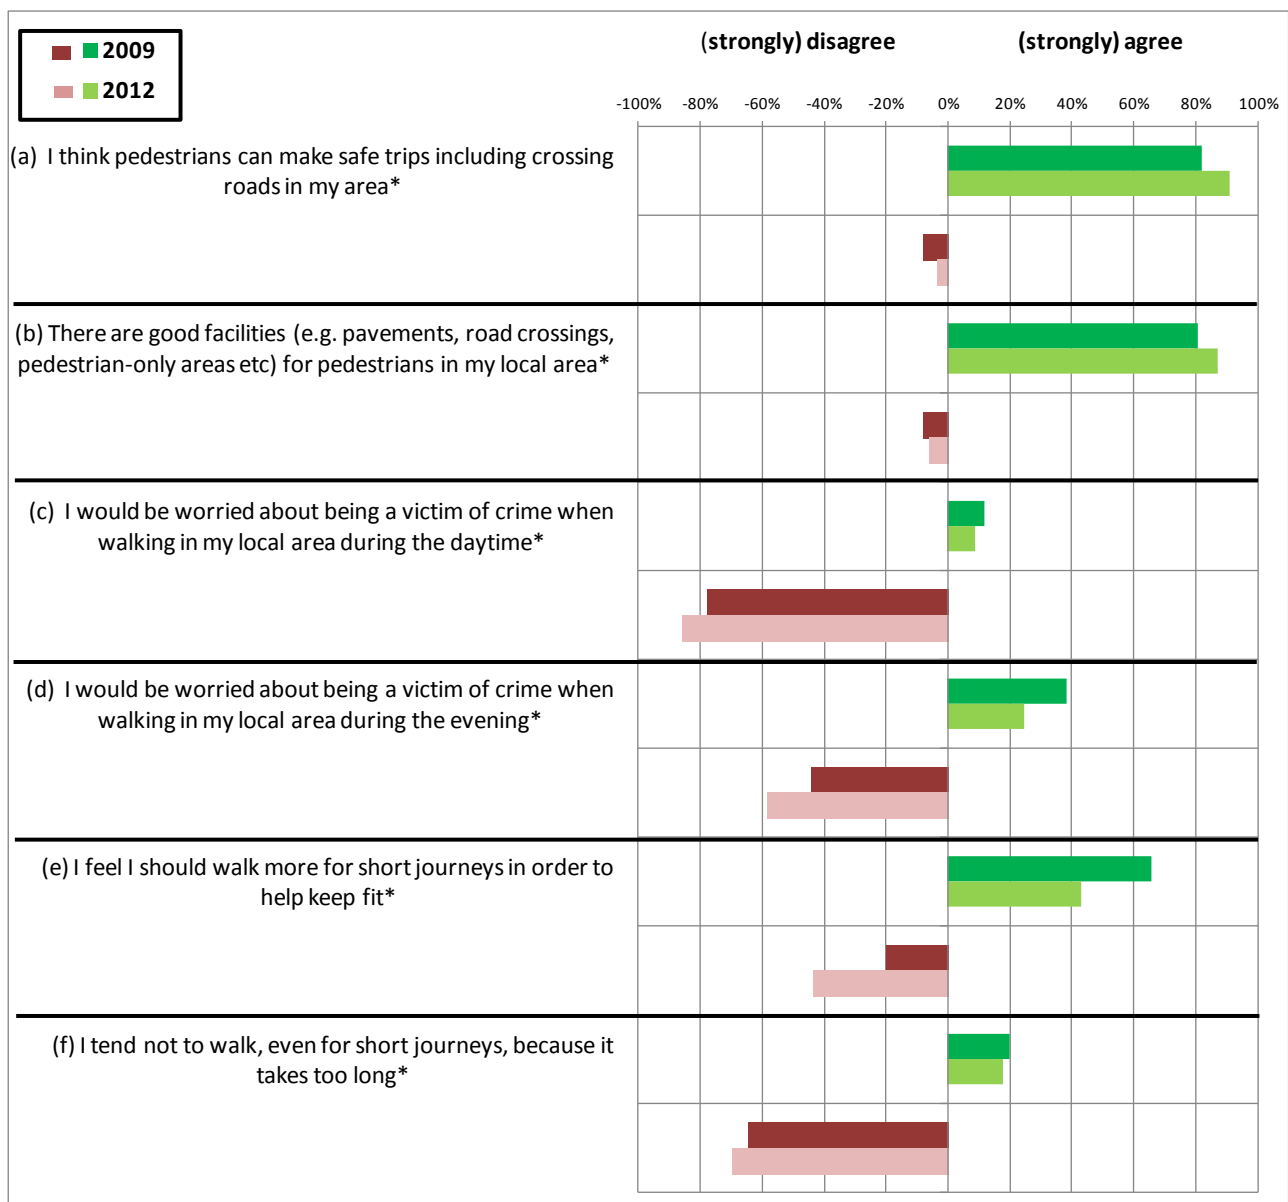 2009
2012
(strongly) disagree
(strongly) agree
-100% -80% -60% -40% -20% 0% 20% 40% 60% 80% 100%
(a) I think pedestrians can make safe trips including crossing
roads in my area*
(b) There are good facilities (e.g. pavements, road crossings,
pedestrian-only areas etc) for pedestrians in my local area*
(c) I would be worried about being a victim of crime when
walking in my local area during the daytime*
(d) I would be worried about being a victim of crime when
walking in my local area during the evening*
(e) I feel I should walk more for short journeys in order to
help keep fit*
(f) I tend not to walk, even for short journeys, because it
takes too long*